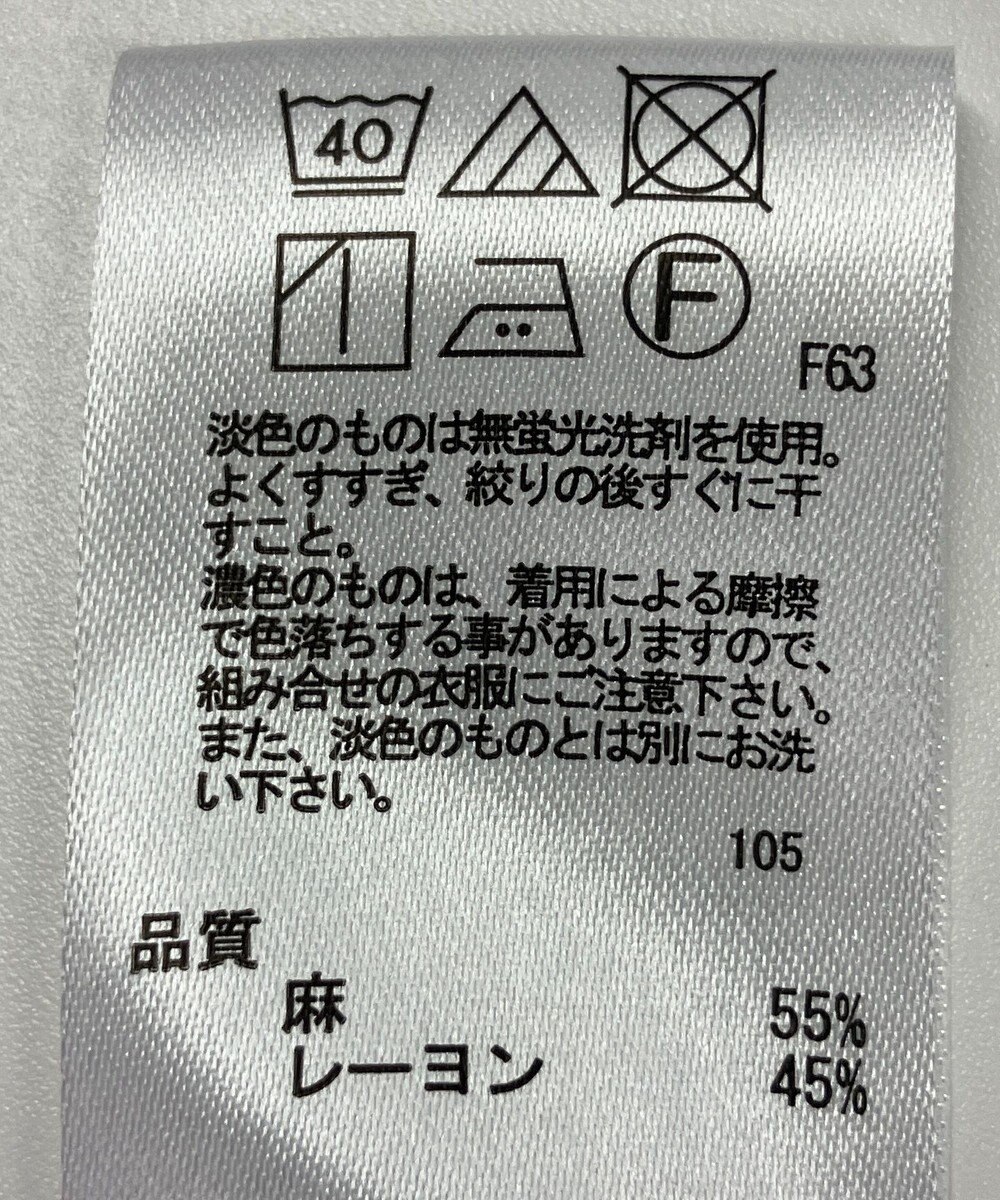 40
F
F63
淡色のものは無蛍光洗剤を使用。
よくすすぎ、絞りの後すぐに干
すこと。
濃色のものは、着用による摩擦
で色落ちする事がありますので、
組み合せの衣服にご注意下さい。
また、淡色のものとは別にお洗
い下さい。
105
品質
麻 55%
レーヨン 45%